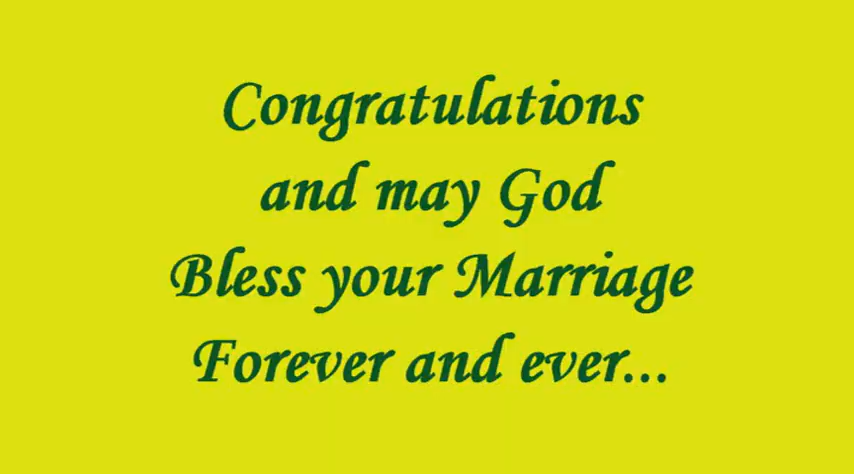 Congratulations
and may God
Bless your Marriage
Forever and ever...